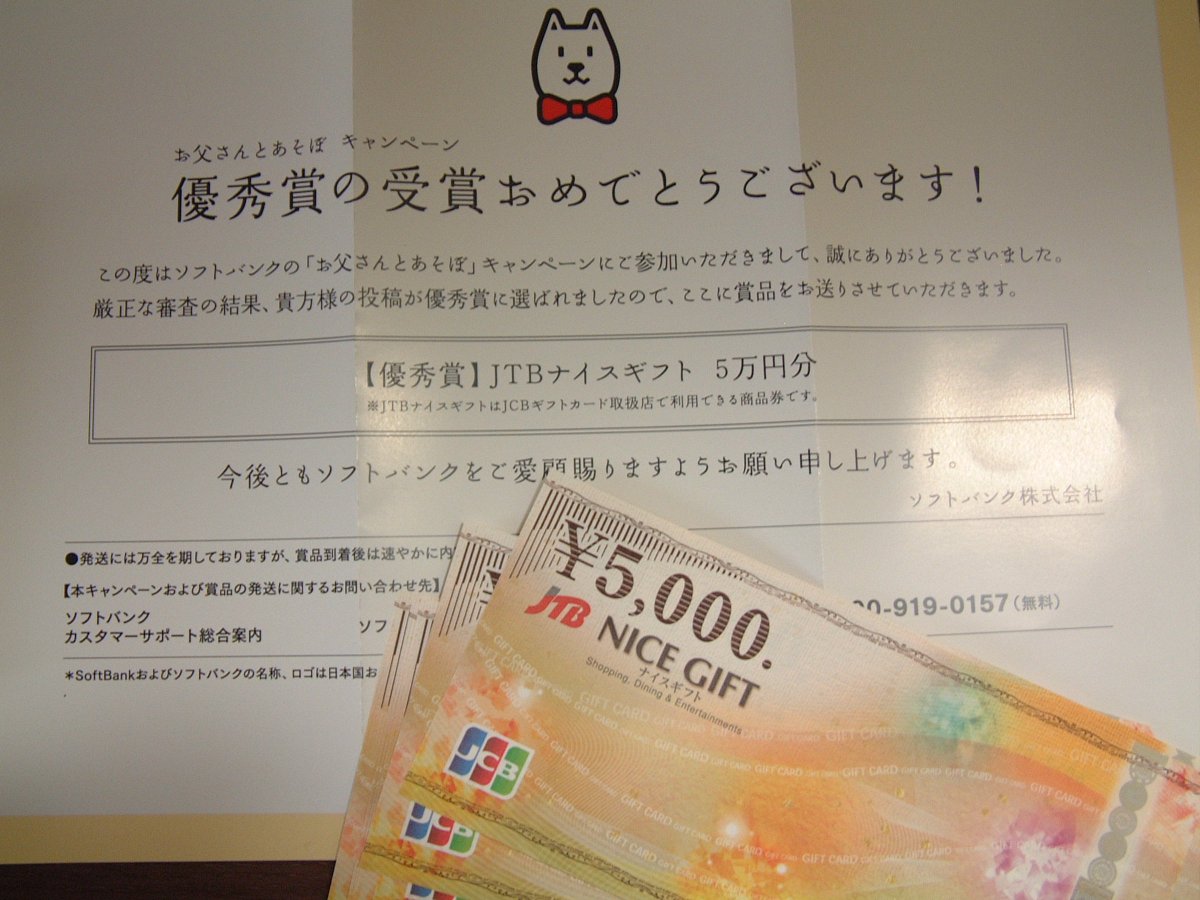 お父さんとあそぼ キャンペーン
優秀賞の受賞おめでとうございます！
この度はソフトバンクの「お父さんとあそぼ」キャンペーンにご参加いただきまして、誠にありがとうございました。
厳正な審査の結果、貴方様の投稿が優秀賞に選ばれましたので、ここに賞品をお送りさせていただきます。
【優秀賞】JTBナイスギフト 5万円分
※JTBナイスギフトはJCBギフトカード取扱店で利用できる商品券です。
今後ともソフトバンクをご愛顧賜りますようお願い申し上げます。
ソフトバンク株式会社
●発送には万全を期しておりますが、賞品到着後は速やかに内
【本キャンペーンおよび賞品の発送に関するお問い合わせ先】
ソフトバンク
カスタマーサポート総合案内
ソフ
0-919-0157（無料）
＊SoftBankおよびソフトバンクの名称、ロゴは日本国お
¥5,000.
JTB NICE GIFT
ナイスギフト
Shopping, Dining & Entertainments
JCB
JCB
GIFT CARD GIFT CARD GIFT CARD GIFT CARD